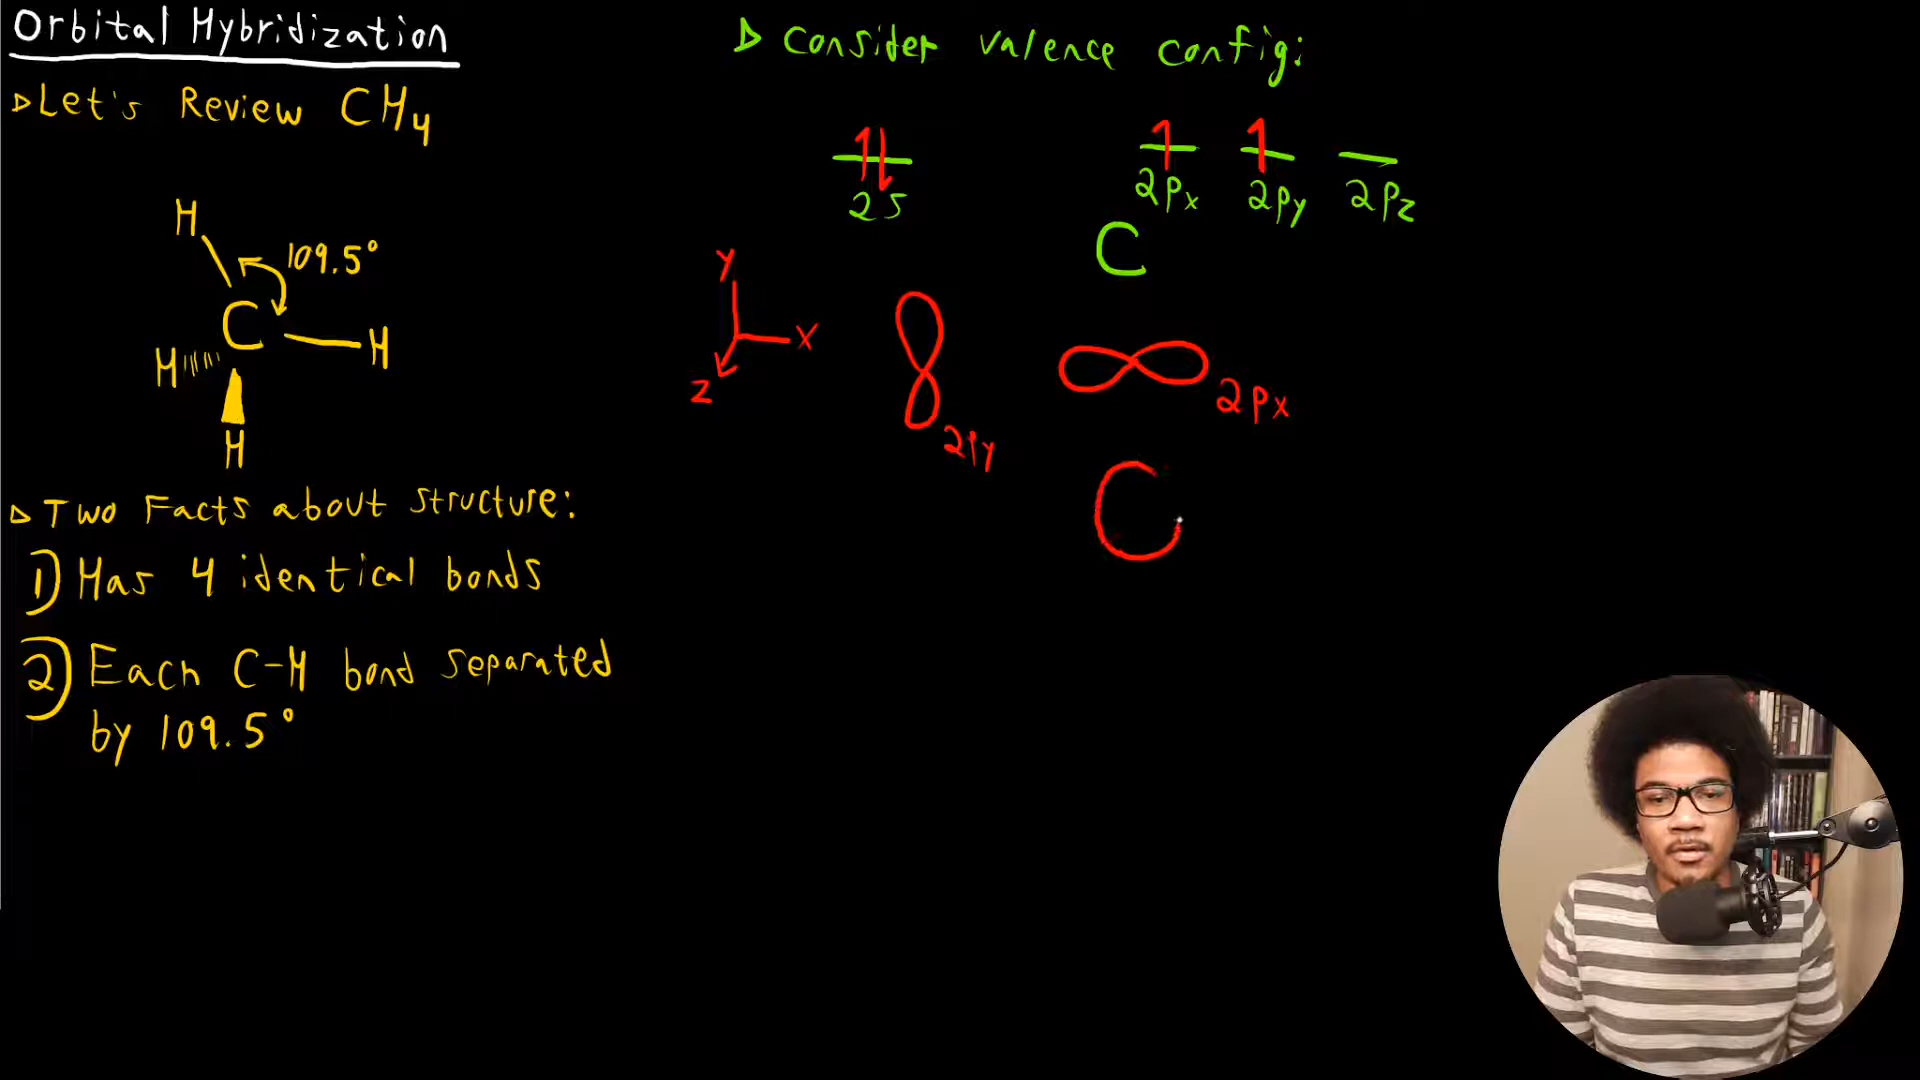 Orbital Hybridization
Let's Review CH4
H
109.5°
C
H
H
H
Two Facts about structure:
1) Has 4 identical bonds
2) Each C-H bond separated
by 109.5°
Consider valence config:
2s 2px 2py 2pz
C
Y
X
Z
2py
2px
C